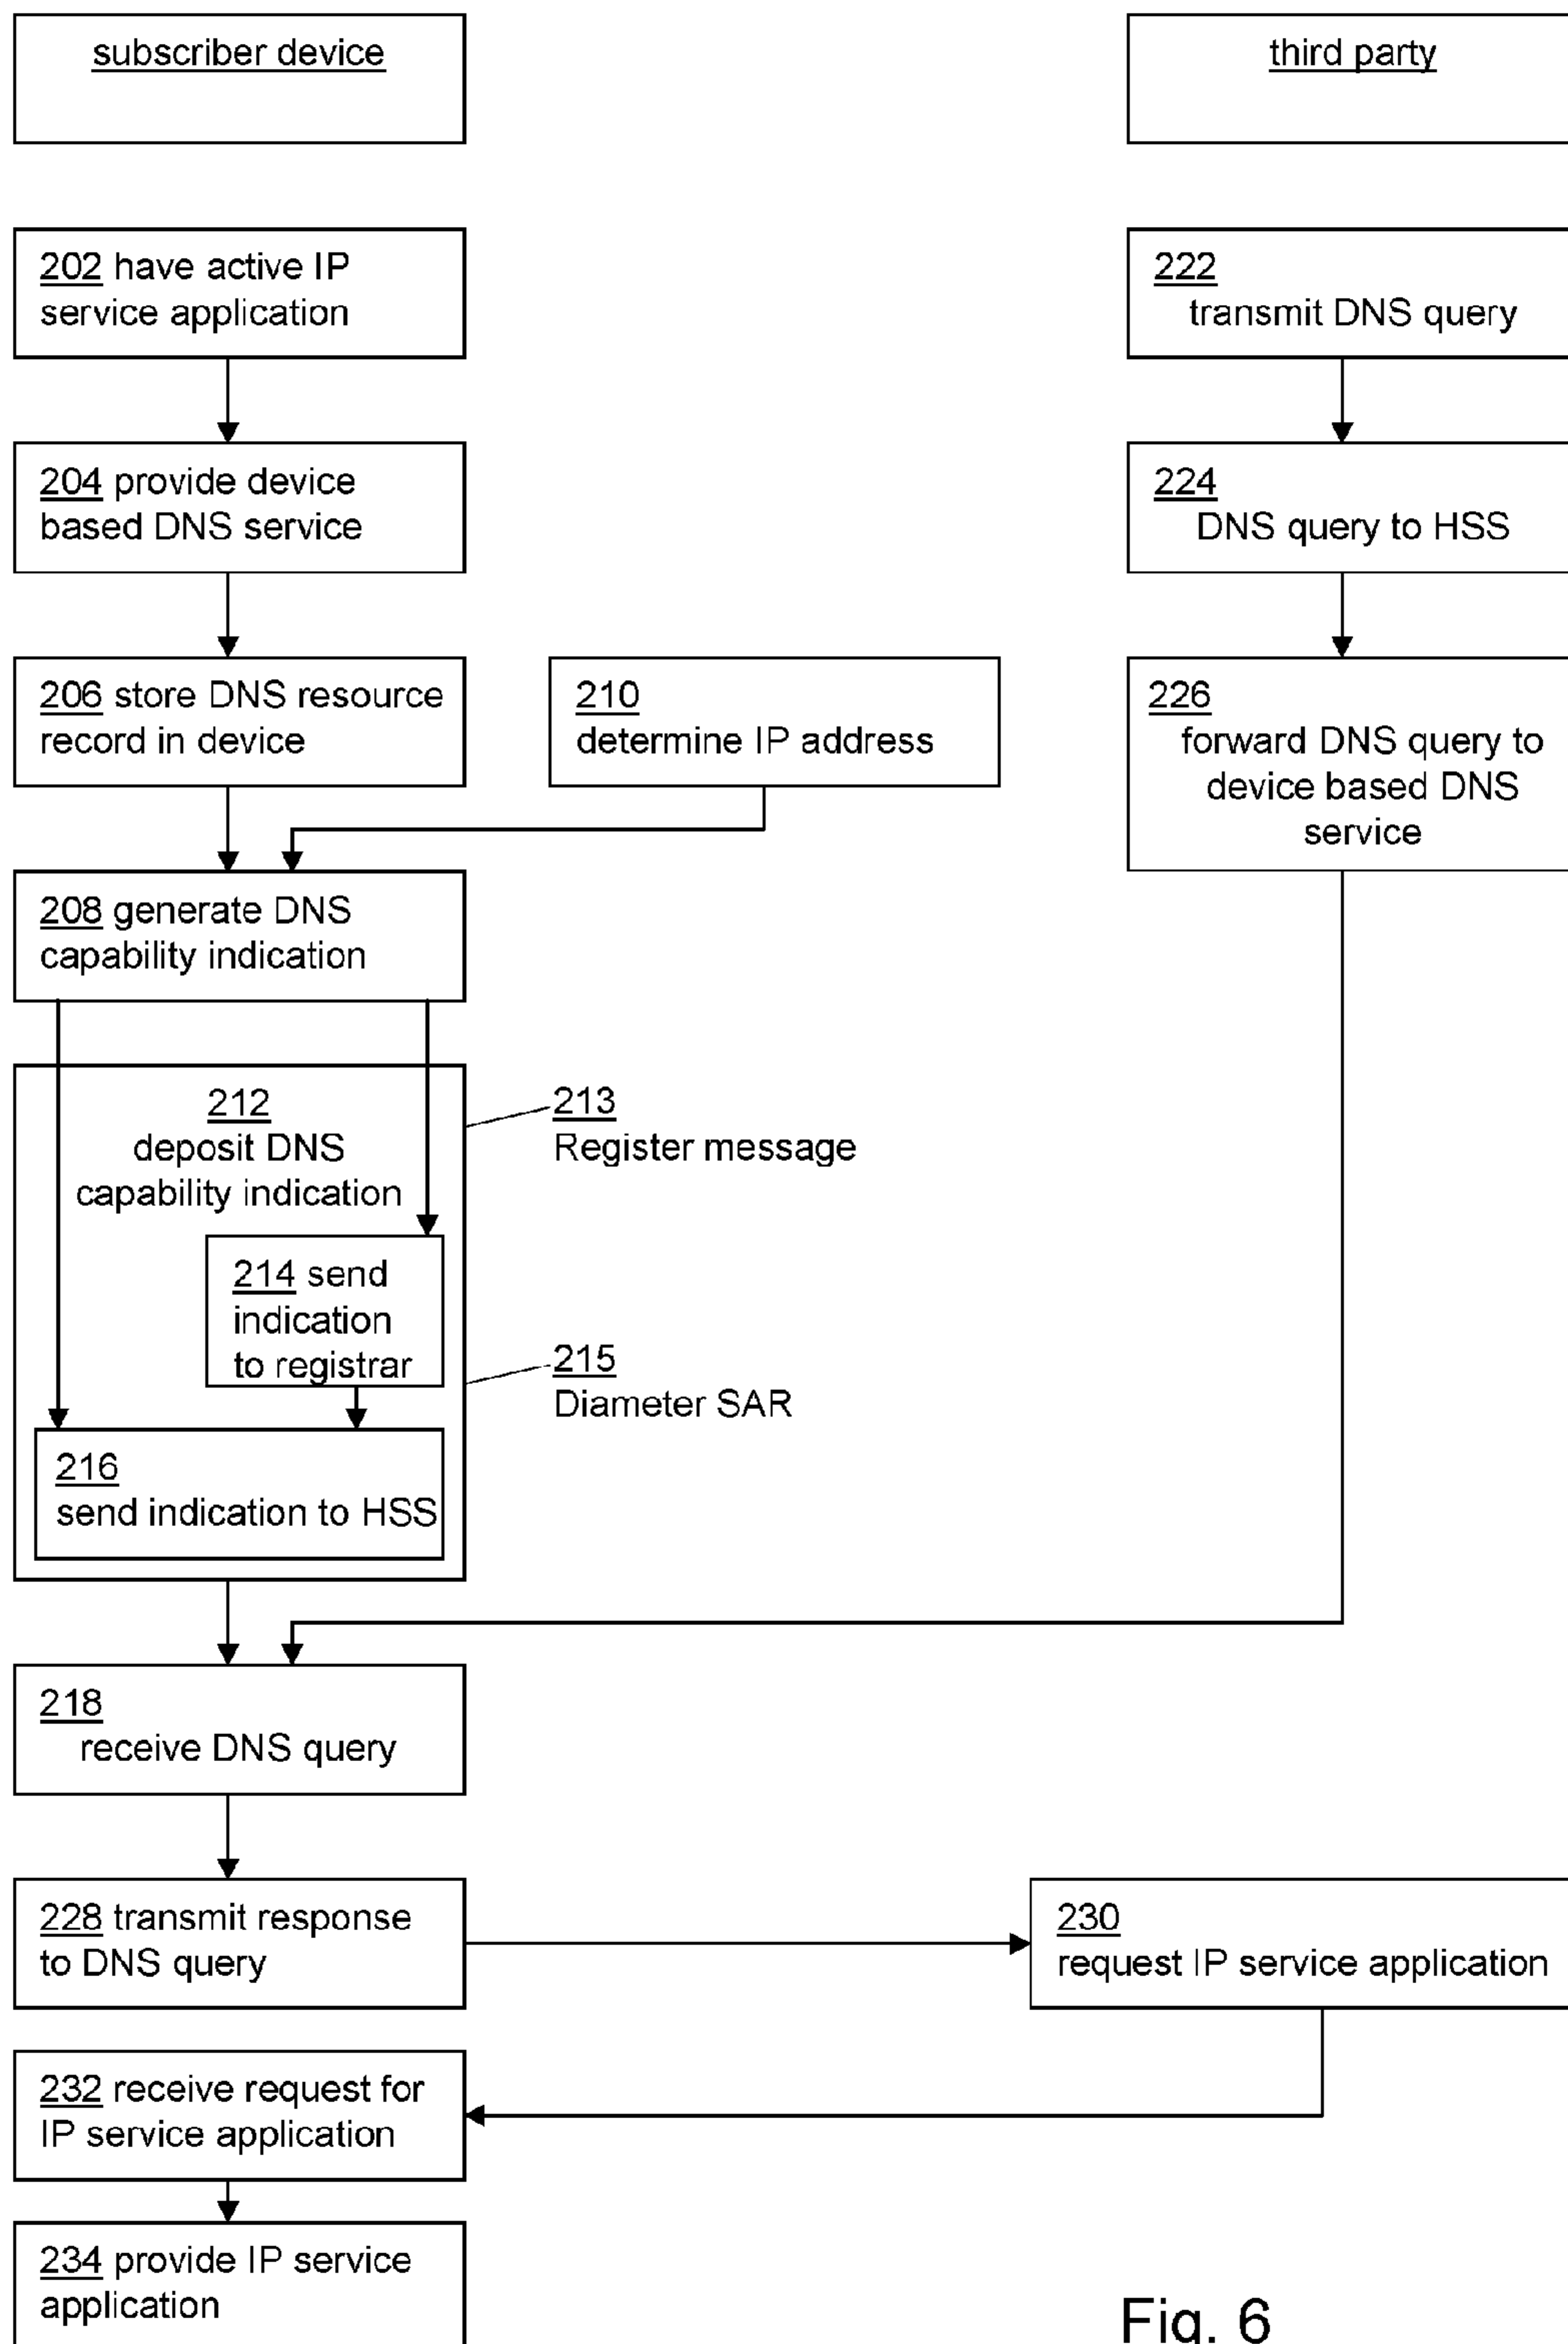 subscriber device
third party
202 have active IP
service application
222
transmit DNS query
204 provide device
based DNS service
224
DNS query to HSS
206 store DNS resource
record in device
210
determine IP address
226
forward DNS query to
device based DNS
service
208 generate DNS
capability indication
212
deposit DNS
capability indication
213
Register message
214 send
indication
to registrar
215
Diameter SAR
216
send indication to HSS
218
receive DNS query
228 transmit response
to DNS query
230
request IP service application
232 receive request for
IP service application
234 provide IP service
application
Fig. 6